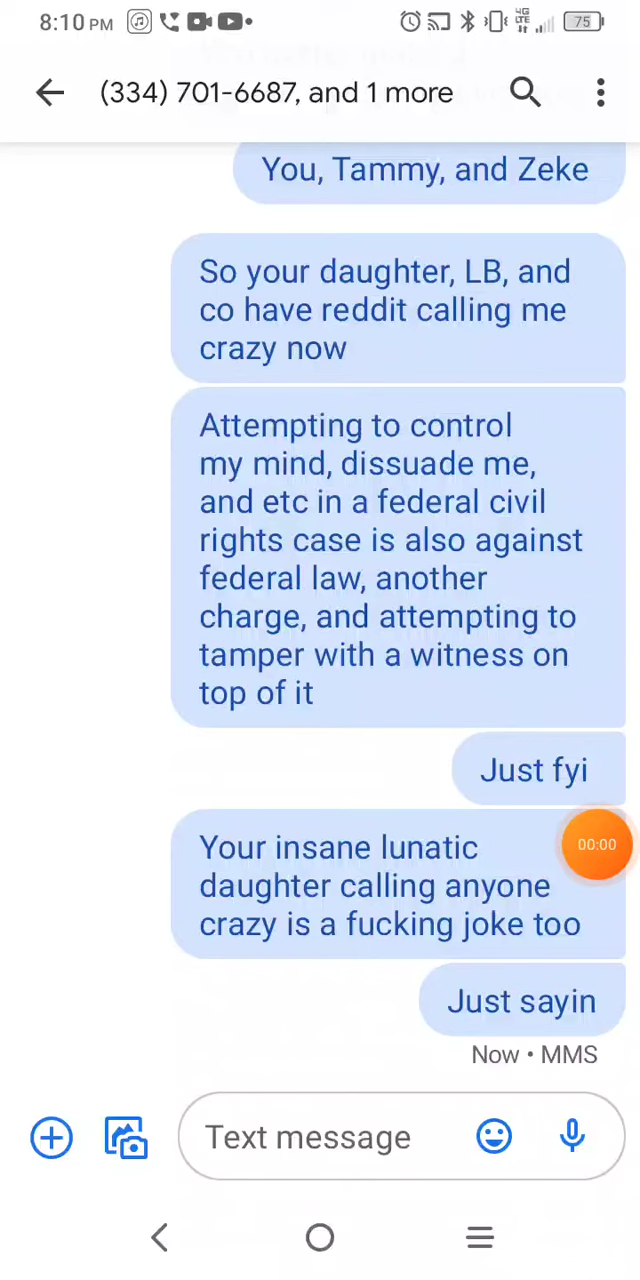 8:10 PM
4G
LTE
75
(334) 701-6687, and 1 more
You, Tammy, and Zeke
So your daughter, LB, and
co have reddit calling me
crazy now
Attempting to control
my mind, dissuade me,
and etc in a federal civil
rights case is also against
federal law, another
charge, and attempting to
tamper with a witness on
top of it
Just fyi
00:00
Your insane lunatic
daughter calling anyone
crazy is a fucking joke too
Just sayin
Now • MMS
Text message